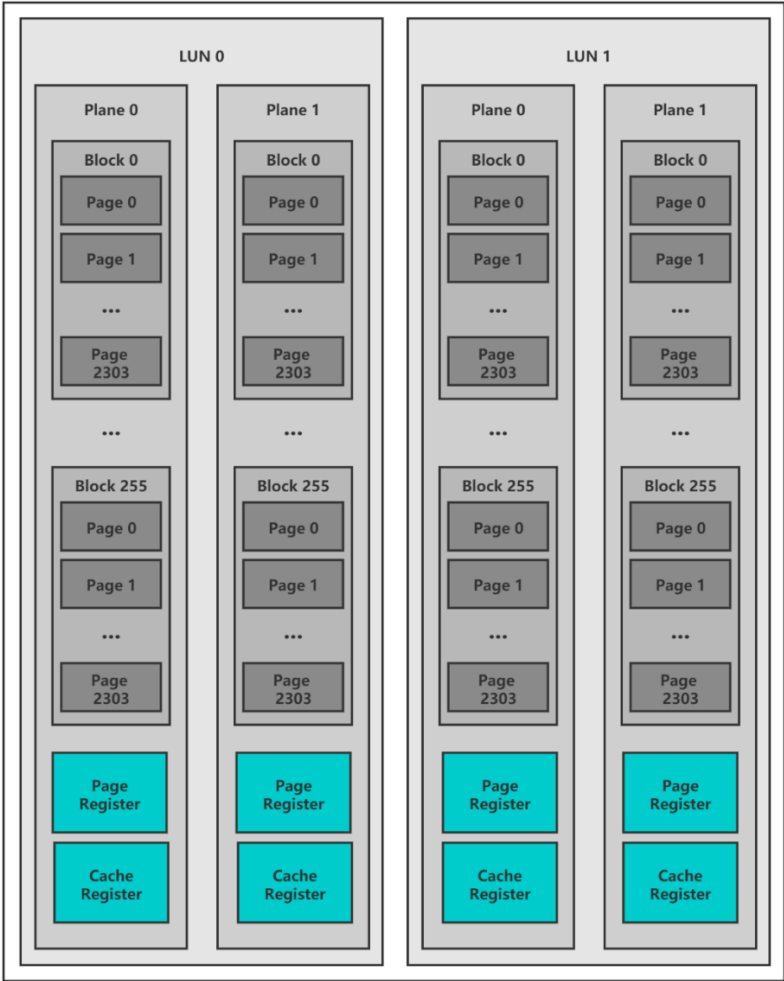 LUN 0
Plane 0
Block 0
Page 0
Page 1
...
Page
2303
...
Block 255
Page 0
Page 1
...
Page
2303
Page
Register
Cache
Register
Plane 1
Block 0
Page 0
Page 1
...
Page
2303
...
Block 255
Page 0
Page 1
...
Page
2303
Page
Register
Cache
Register
LUN 1
Plane 0
Block 0
Page 0
Page 1
...
Page
2303
...
Block 255
Page 0
Page 1
...
Page
2303
Page
Register
Cache
Register
Plane 1
Block 0
Page 0
Page 1
...
Page
2303
...
Block 255
Page 0
Page 1
...
Page
2303
Page
Register
Cache
Register